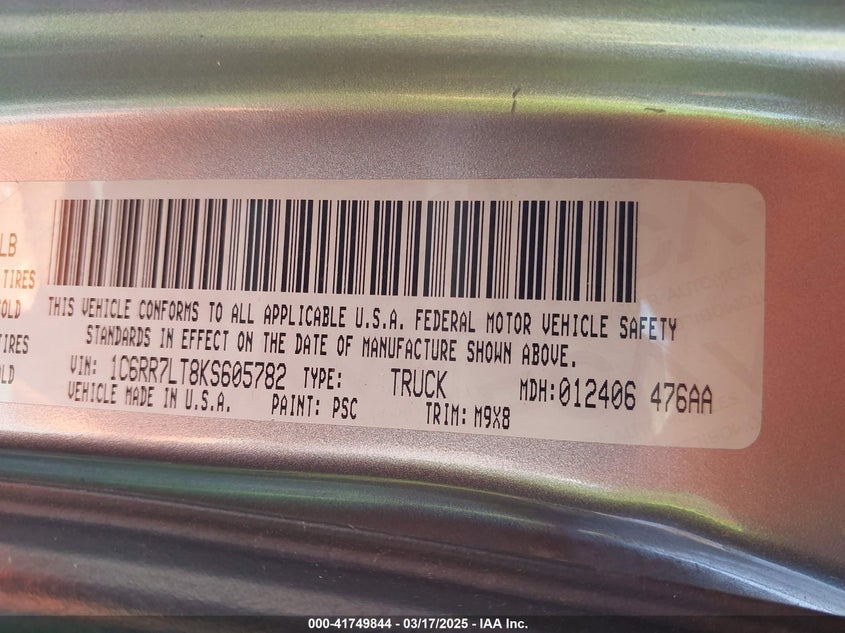 LB
TIRES
OLD
TIRES
OLD
THIS VEHICLE CONFORMS TO ALL APPLICABLE U.S.A. FEDERAL MOTOR VEHICLE SAFETY
STANDARDS IN EFFECT ON THE DATE OF MANUFACTURE SHOWN ABOVE.
VIN: 1C6RR7LT8KS605782 TYPE: TRUCK MDH:012406 476AA
VEHICLE MADE IN U.S.A. PAINT: PSC TRIM: M9X8
000-41749844 — 03/17/2025 — IAA Inc.